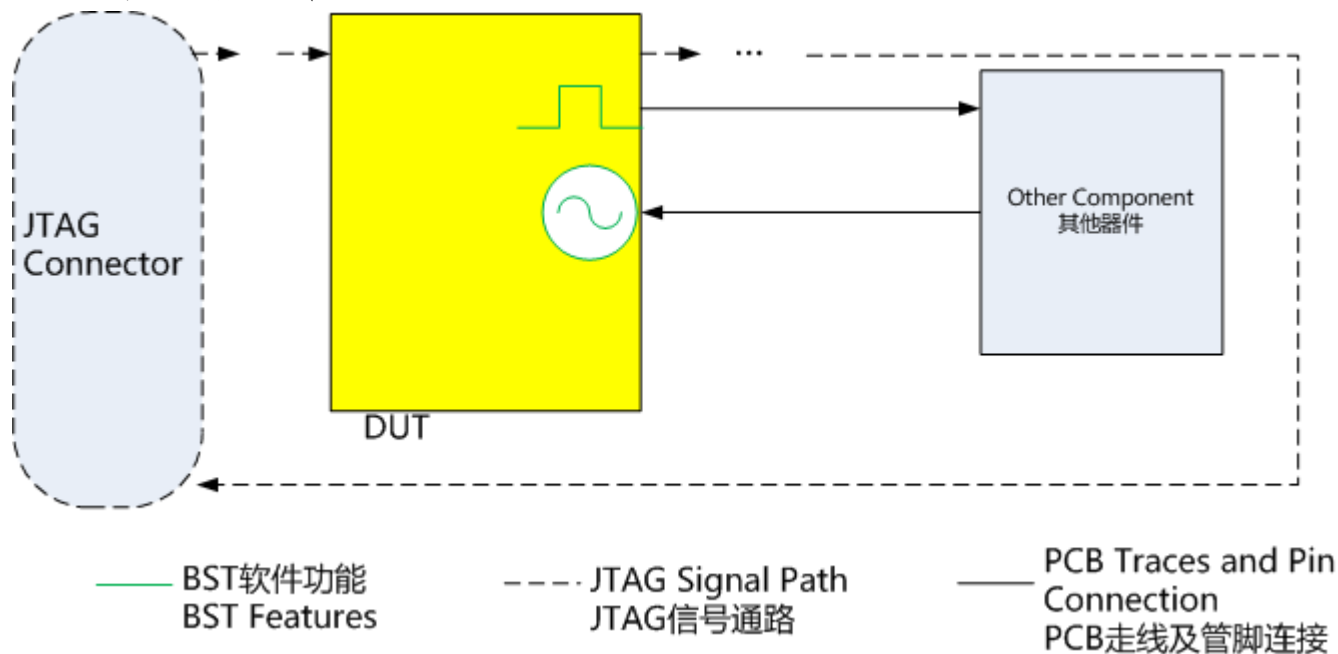 ...
JTAG
Connector
Other Component
其他器件
DUT
BST软件功能
BST Features
JTAG Signal Path
JTAG信号通路
PCB Traces and Pin
Connection
PCB走线及管脚连接